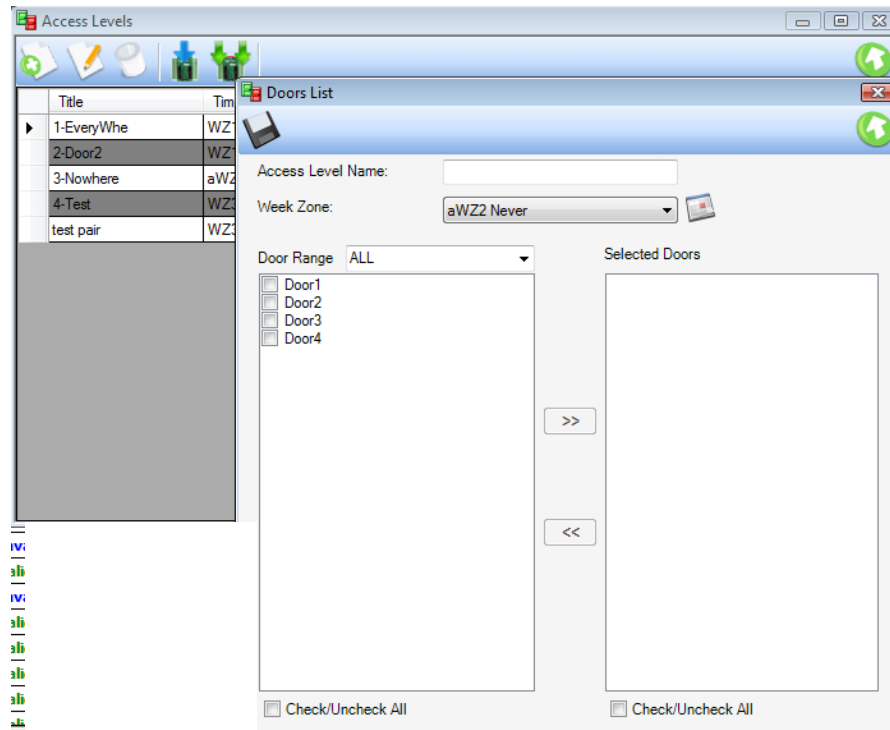 Access Levels
Title Tim
1-EveryWhe WZ1
2-Door2 WZ1
3-Nowhere aWZ
4-Test WZ3
test pair WZ3
Doors List
Access Level Name:
Week Zone: aWZ2 Never
Door Range ALL Selected Doors
Door1
Door2
Door3
Door4
>>
<<
Check/Uncheck All Check/Uncheck All